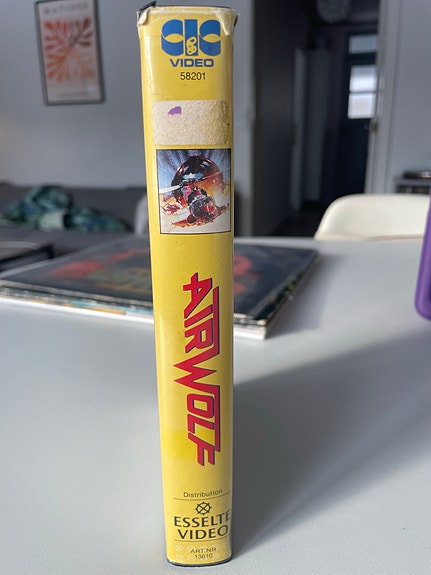 CIC
VIDEO
58201
AIRWOLF
Distribution
ESSELTE
VIDEO
ART.NR
13610